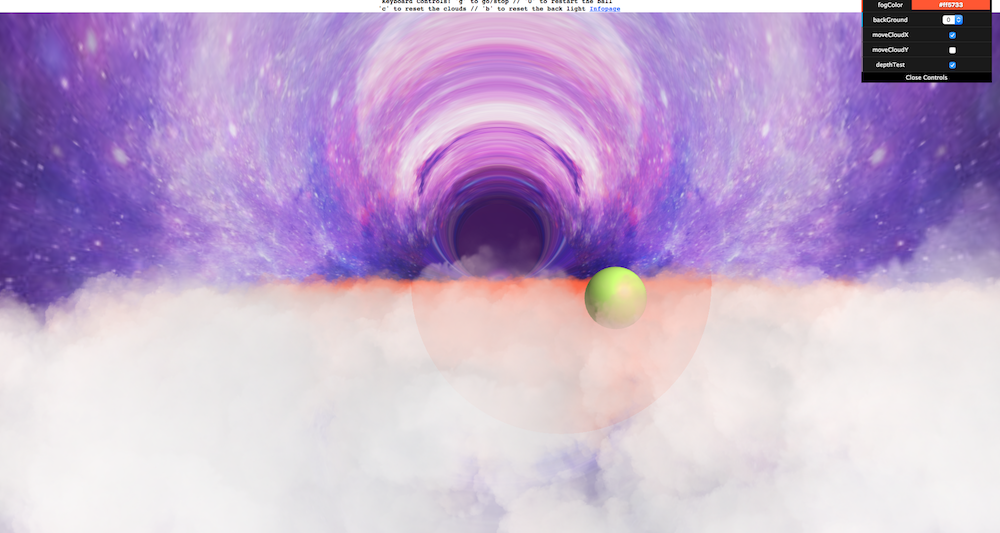 Keyboard Controls: 'g' to go/stop // '0' to restart the ball
'c' to reset the clouds // 'b' to reset the back light Infopage
fogColor #ff5733
backGround 0
moveCloudX
moveCloudY
depthTest
Close Controls